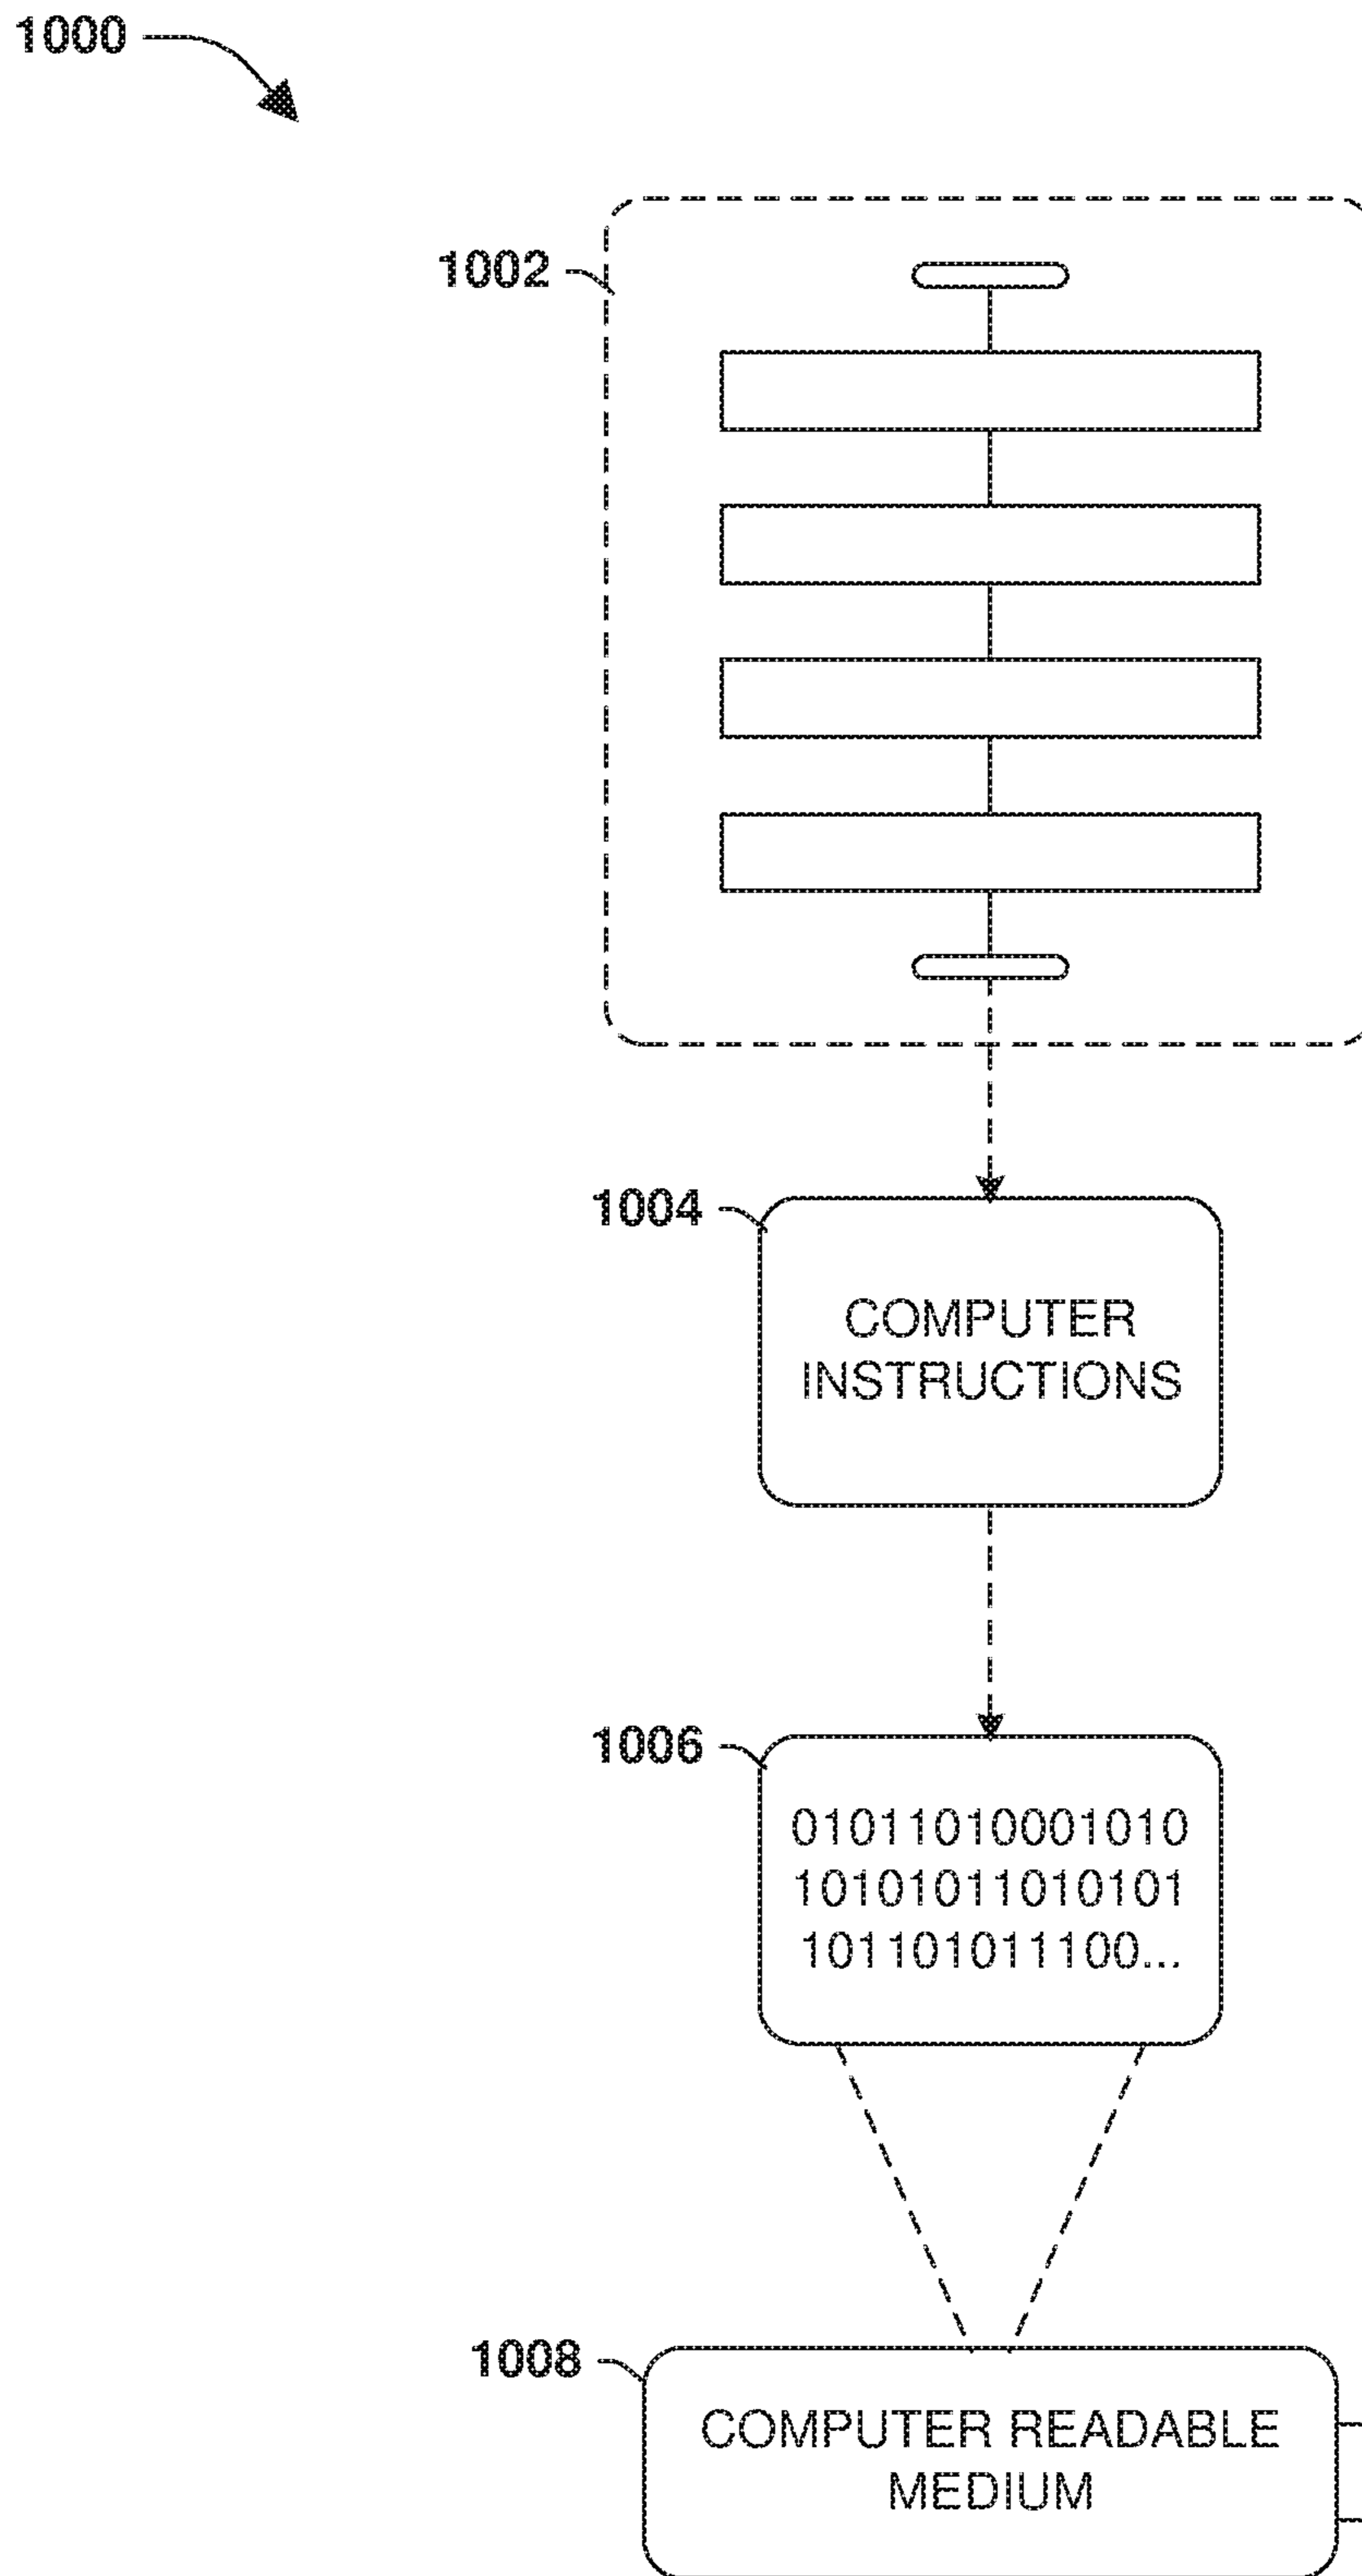 1000
1002
1004
COMPUTER
INSTRUCTIONS
1006
01011010001010
10101011010101
101101011100...
1008
COMPUTER READABLE
MEDIUM